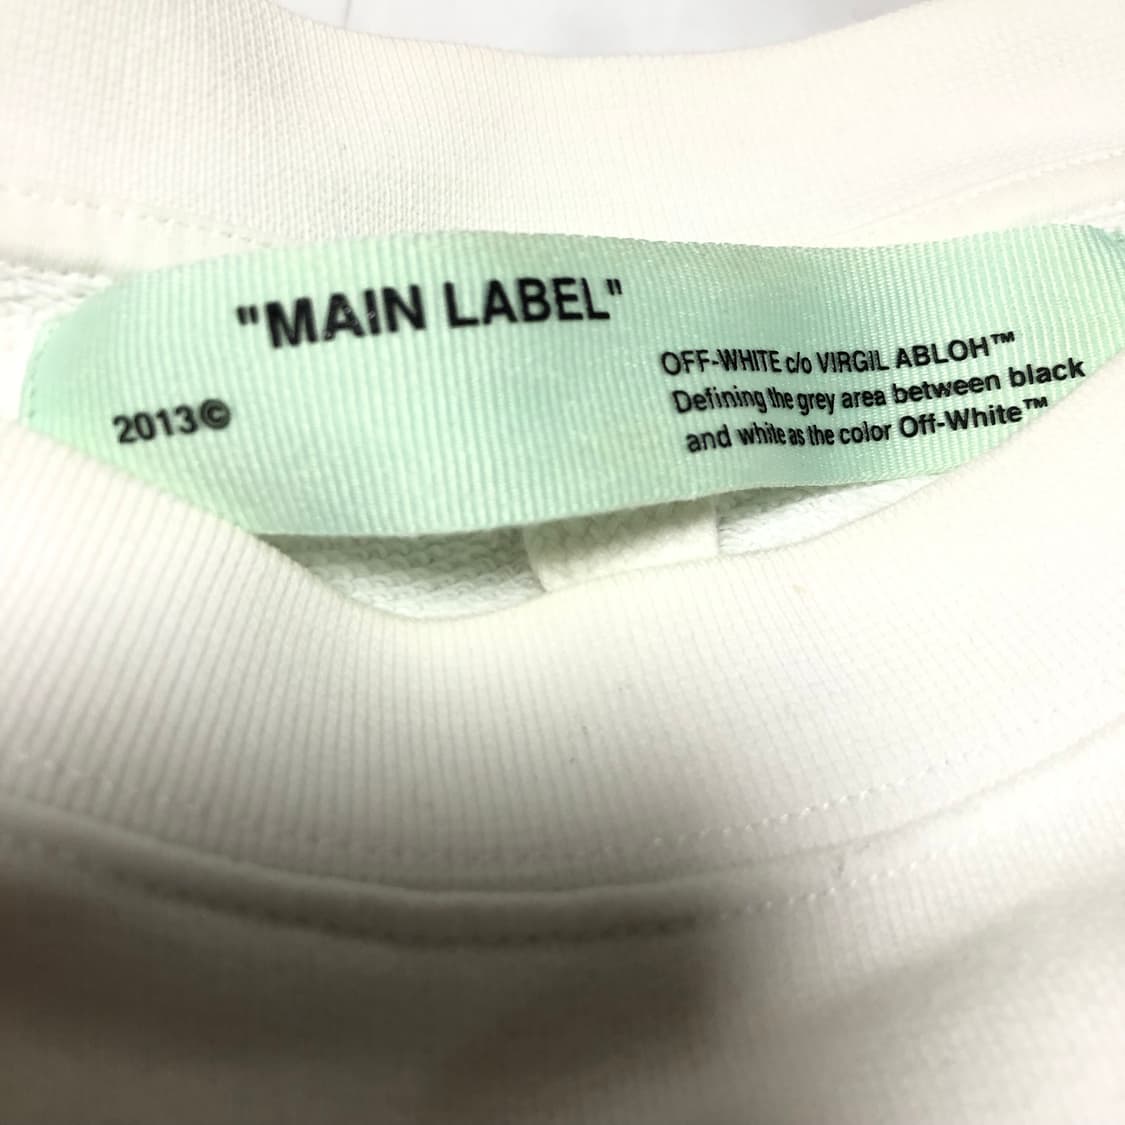 "MAIN LABEL"
2013©
OFF-WHITE c/o VIRGIL ABLOH™
Defining the grey area between black
and white as the color Off-White™